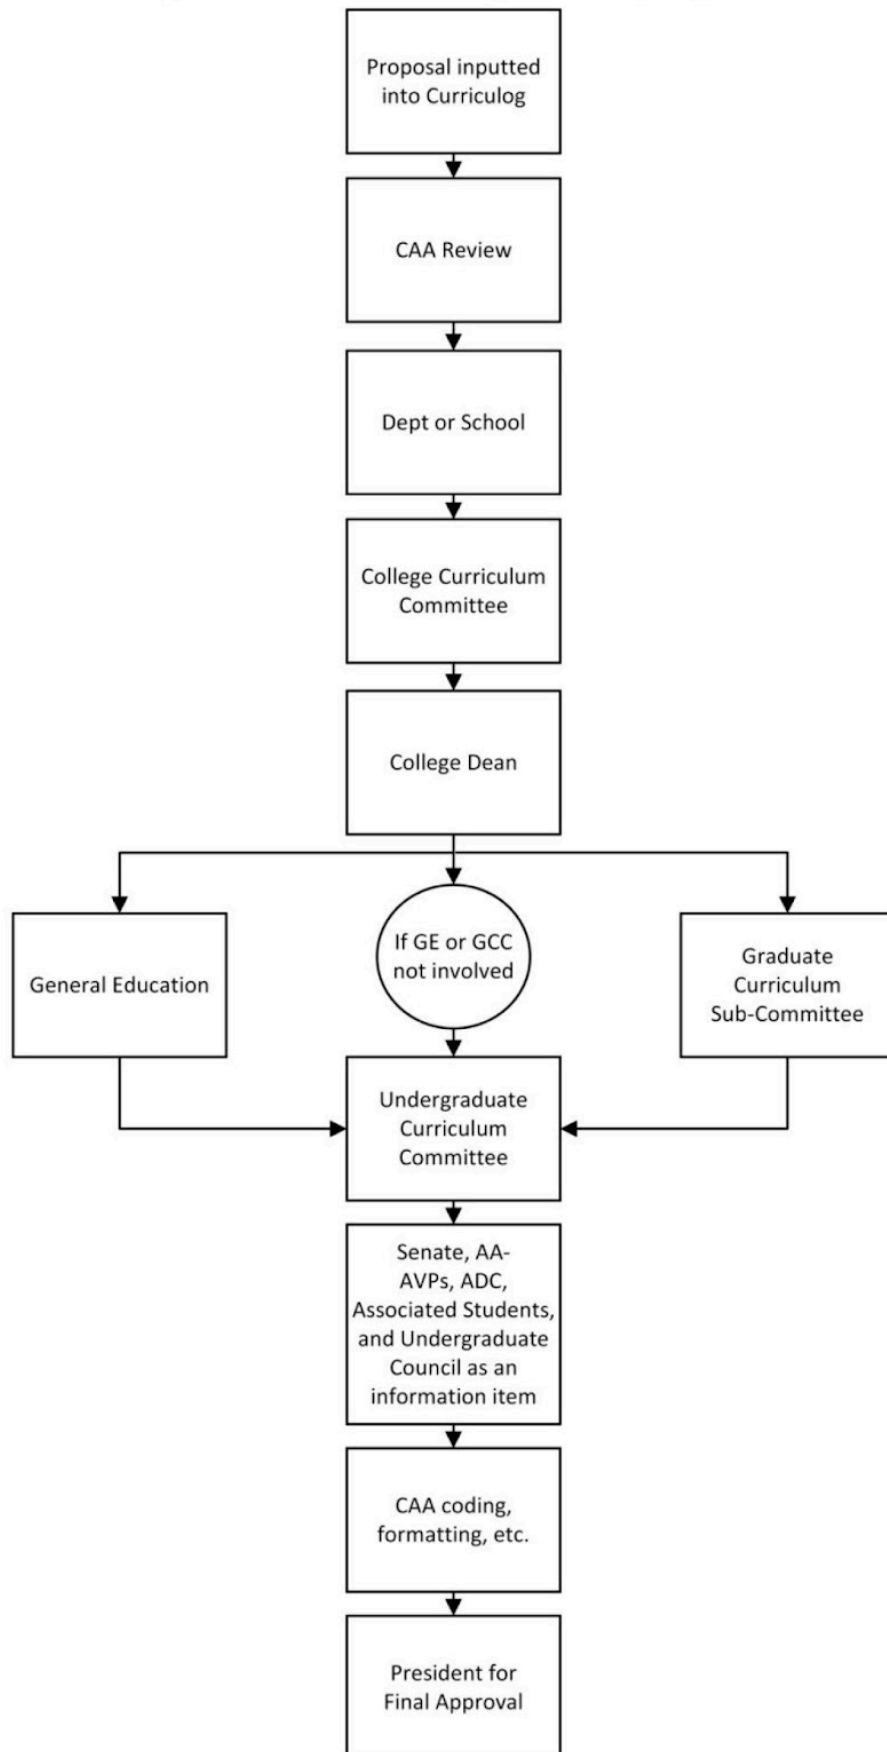 Proposal inputted
into Curriculog
CAA Review
Dept or School
College Curriculum
Committee
College Dean
General Education
If GE or GCC
not involved
Graduate
Curriculum
Sub-Committee
Undergraduate
Curriculum
Committee
Senate, AA-
AVPs, ADC,
Associated Students,
and Undergraduate
Council as an
information item
CAA coding,
formatting, etc.
President for
Final Approval